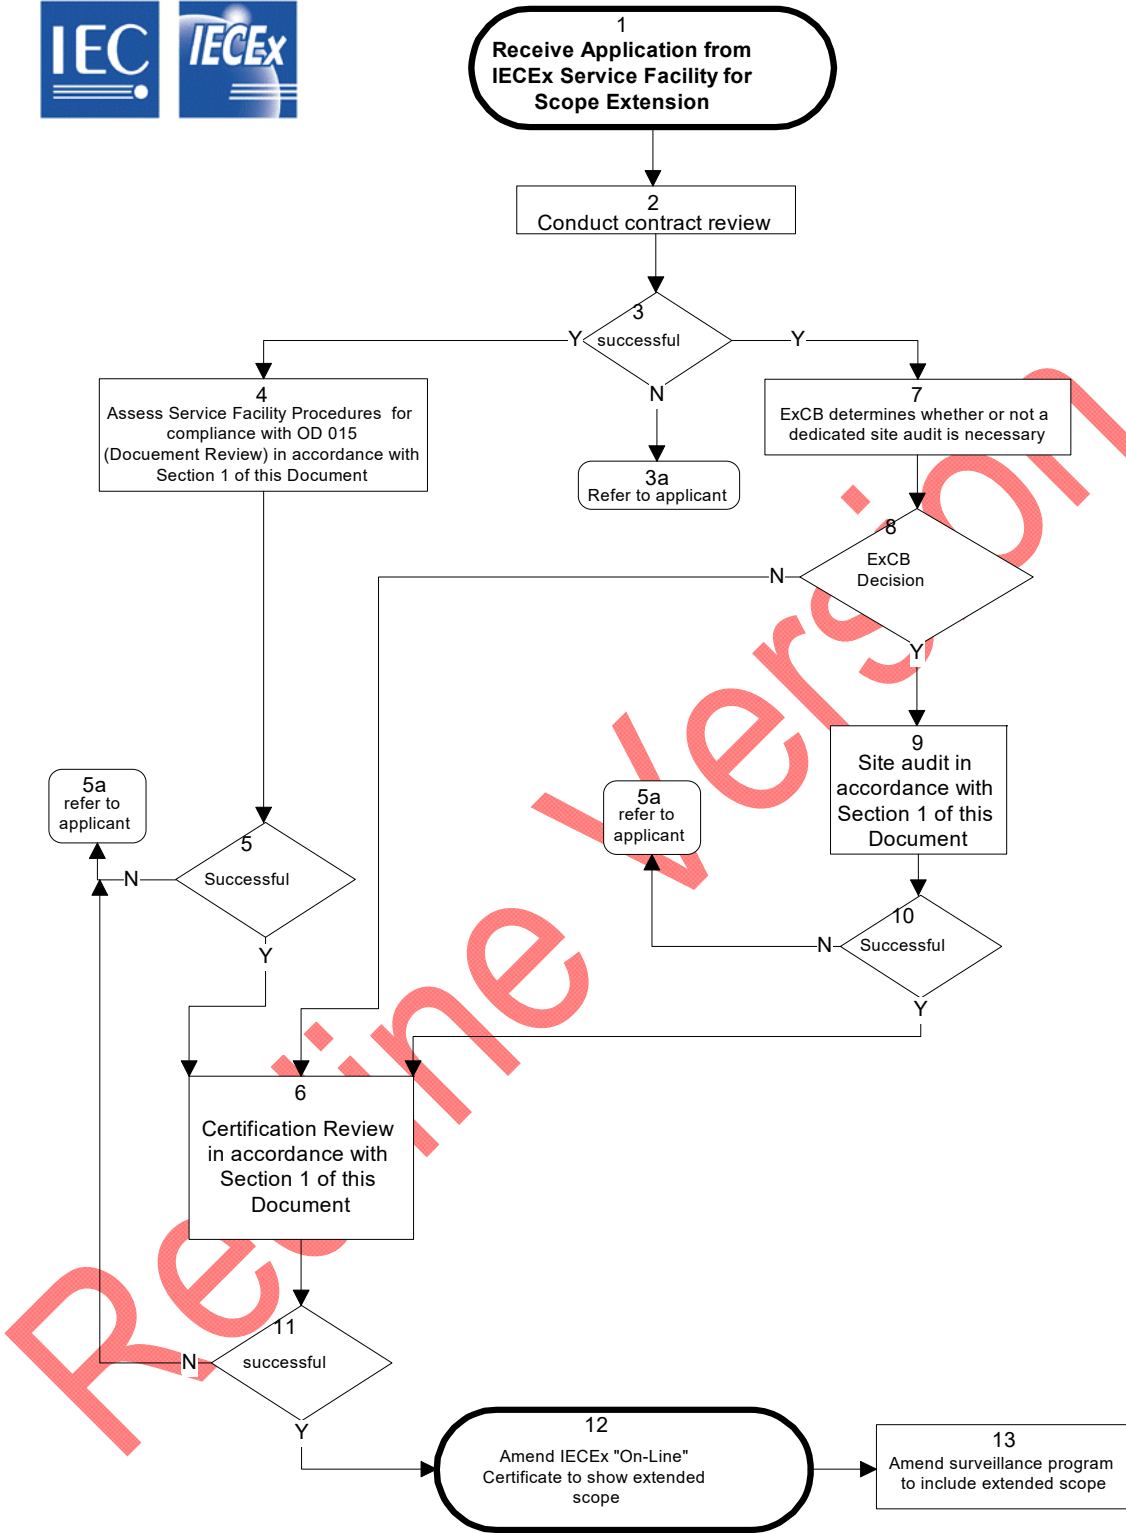 IEC
IECEx
1
Receive Application from
IECEx Service Facility for
Scope Extension
2
Conduct contract review
3
successful
Y
Y
N
4
Assess Service Facility Procedures for
compliance with OD 015
(Docuement Review) in accordance with
Section 1 of this Document
7
ExCB determines whether or not a
dedicated site audit is necessary
3a
Refer to applicant
8
ExCB
Decision
N
Y
9
Site audit in
accordance with
Section 1 of this
Document
5a
refer to
applicant
5a
refer to
applicant
5
Successful
N
Y
10
Successful
N
Y
6
Certification Review
in accordance with
Section 1 of this
Document
11
successful
N
Y
12
Amend IECEx "On-Line"
Certificate to show extended
scope
13
Amend surveillance program
to include extended scope
Redline Version